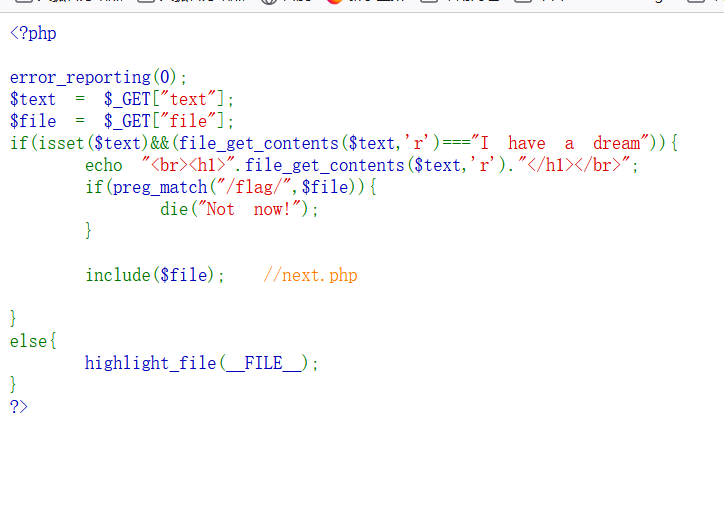 <?php
error_reporting(0);
$text = $_GET["text"];
$file = $_GET["file"];
if(isset($text)&&(file_get_contents($text,'r')==="I have a dream")){
echo "<br><h1>".file_get_contents($text,'r')."</h1></br>";
if(preg_match("/flag/",$file)){
die("Not now!");
}
include($file); //next.php
}
else{
highlight_file(__FILE__);
}
?>